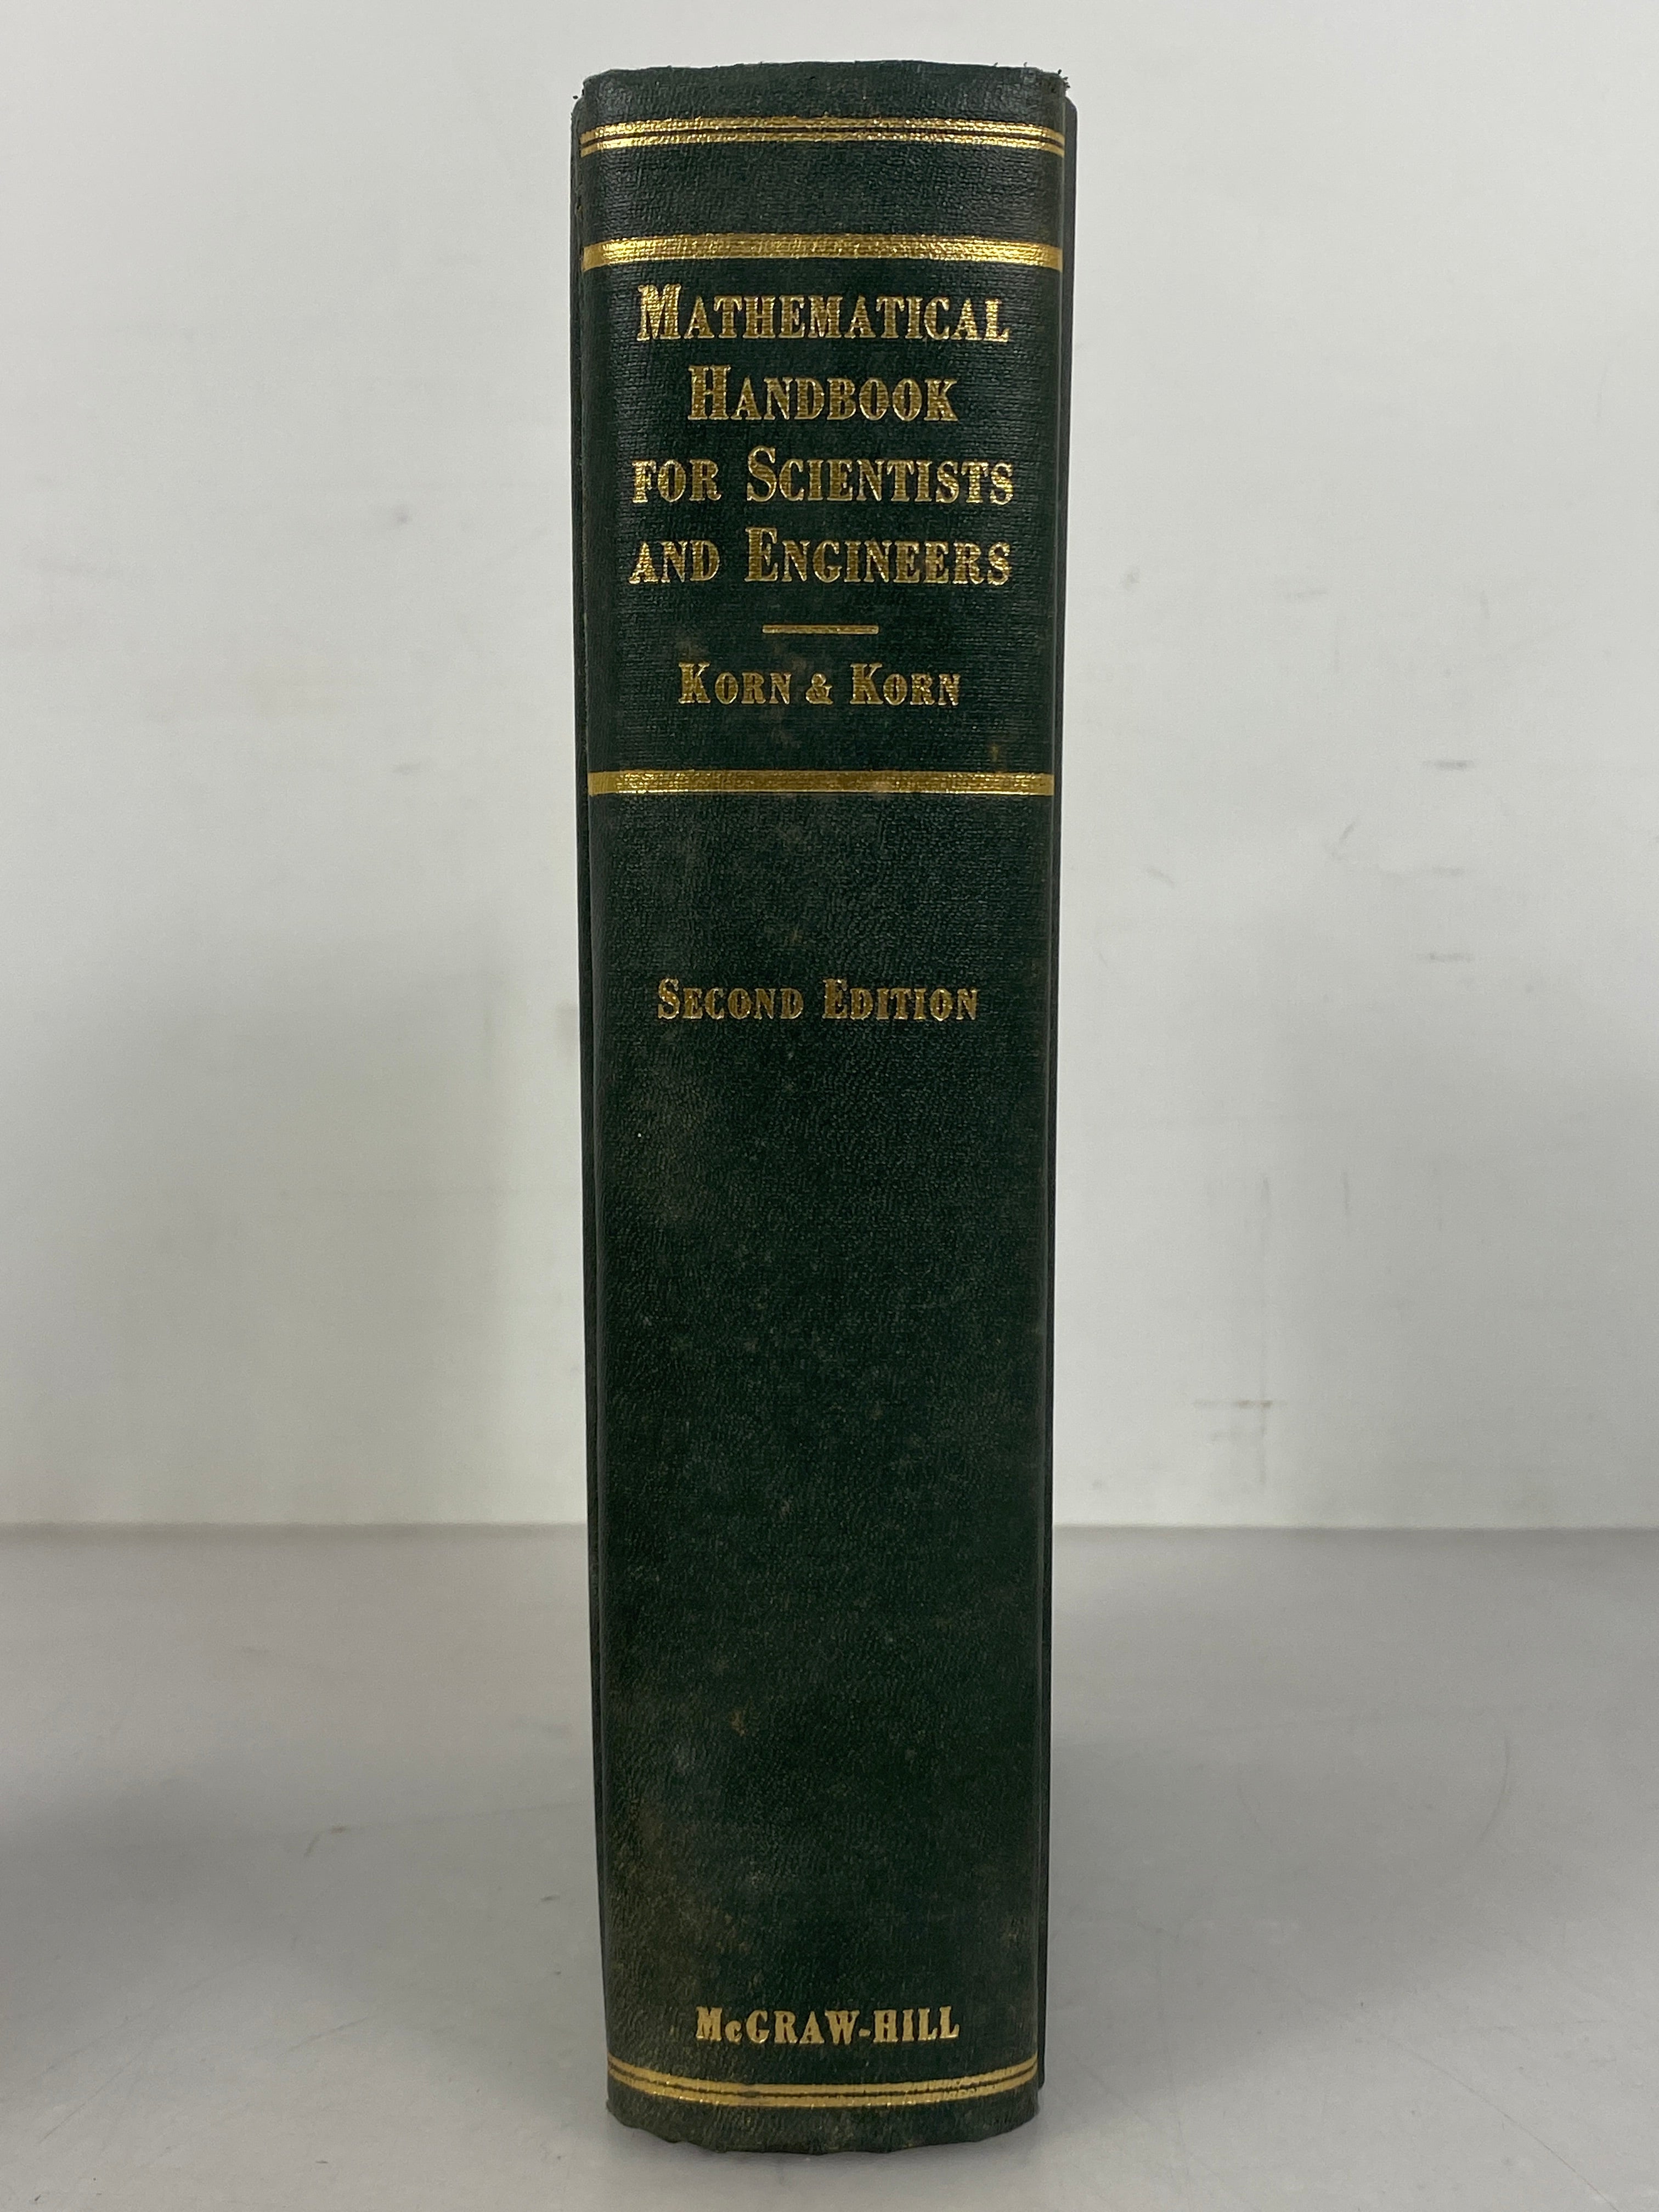 MATHEMATICAL
HANDBOOK
FOR SCIENTISTS
AND ENGINEERS
KORN & KORN
SECOND EDITION
McGRAW-HILL